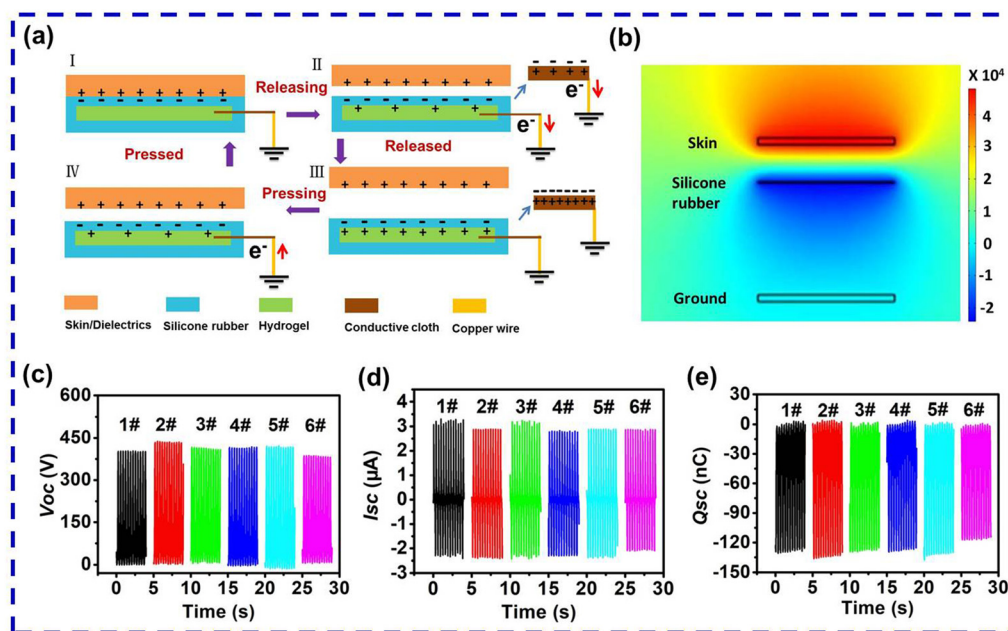 (a)
I
Releasing
II
e⁻
e⁻
Pressed
Released
IV
Pressing
III
e⁻
Skin/Dielectrics
Silicone rubber
Hydrogel
Conductive cloth
Copper wire
(b)
X 10⁴
Skin
Silicone
rubber
Ground
4
3
2
1
0
-1
-2
(c)
600
450
300
150
0
Voc (V)
1# 2# 3# 4# 5# 6#
0 5 10 15 20 25 30
Time (s)
(d)
4
3
2
1
0
-1
-2
-3
Isc (μA)
1# 2# 3# 4# 5# 6#
0 5 10 15 20 25 30
Time (s)
(e)
30
0
-30
-60
-90
-120
-150
Qsc (nC)
1# 2# 3# 4# 5# 6#
0 5 10 15 20 25 30
Time (s)